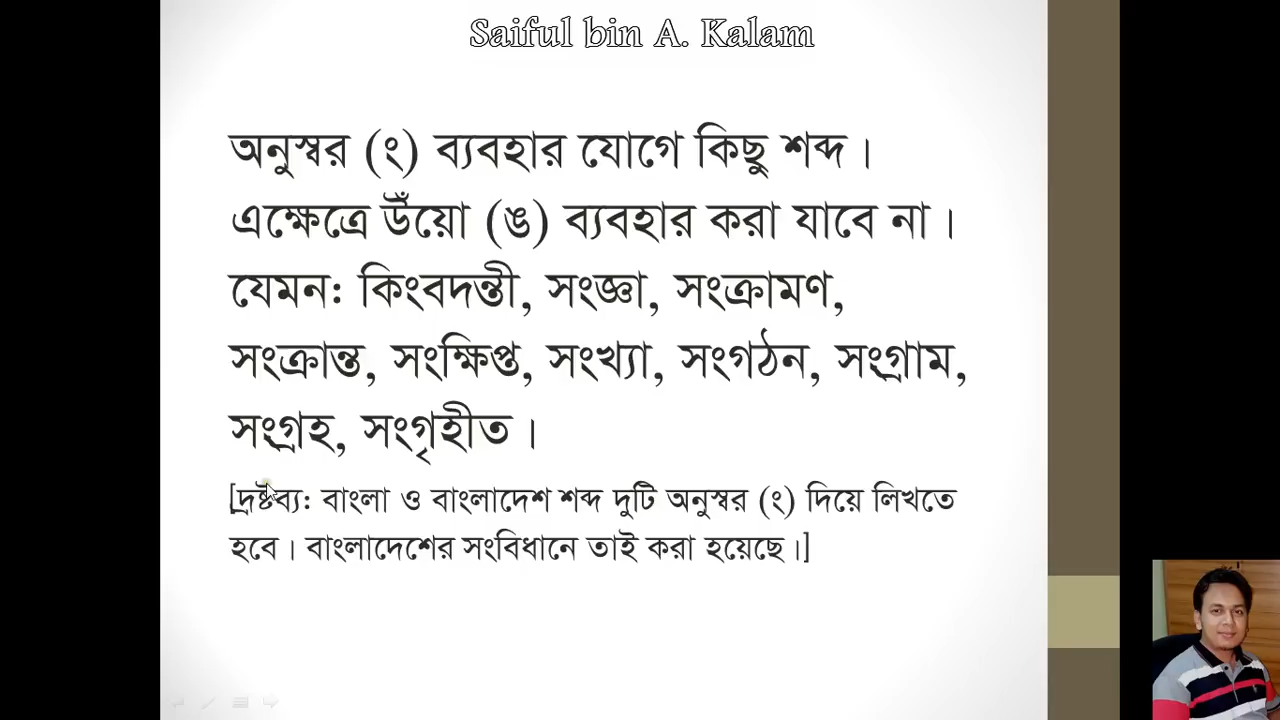 Saiful bin A. Kalam
অনুস্বর (ং) ব্যবহার যোগে কিছু শব্দ।
এক্ষেত্রে উঁয়ো (ঙ) ব্যবহার করা যাবে না।
যেমন: কিংবদন্তী, সংজ্ঞা, সংক্রামণ,
সংক্রান্ত, সংক্ষিপ্ত, সংখ্যা, সংগঠন, সংগ্রাম,
সংগ্রহ, সংগৃহীত।
[দ্রষ্টব্য: বাংলা ও বাংলাদেশ শব্দ দুটি অনুস্বর (ং) দিয়ে লিখতে
হবে। বাংলাদেশের সংবিধানে তাই করা হয়েছে।]